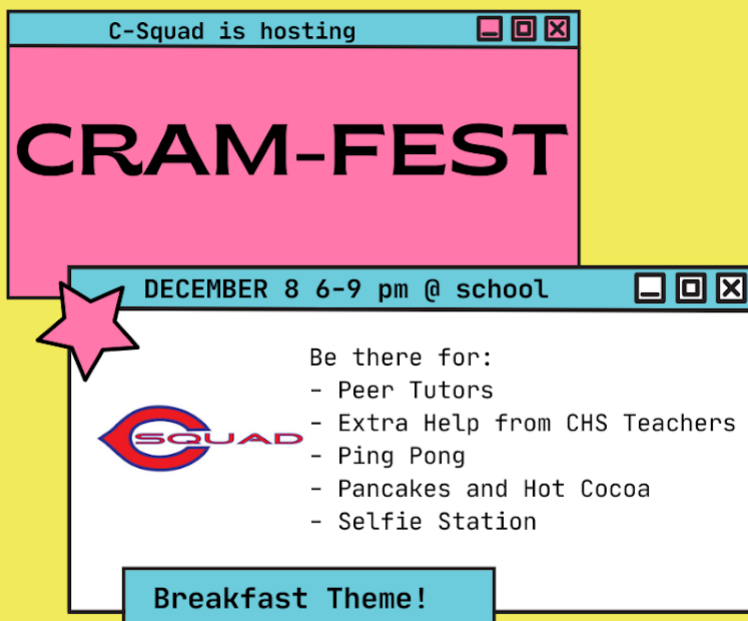 C-Squad is hosting
CRAM-FEST
DECEMBER 8 6-9 pm @ school
Be there for:
- Peer Tutors
- Extra Help from CHS Teachers
- Ping Pong
- Pancakes and Hot Cocoa
- Selfie Station
C SQUAD
Breakfast Theme!